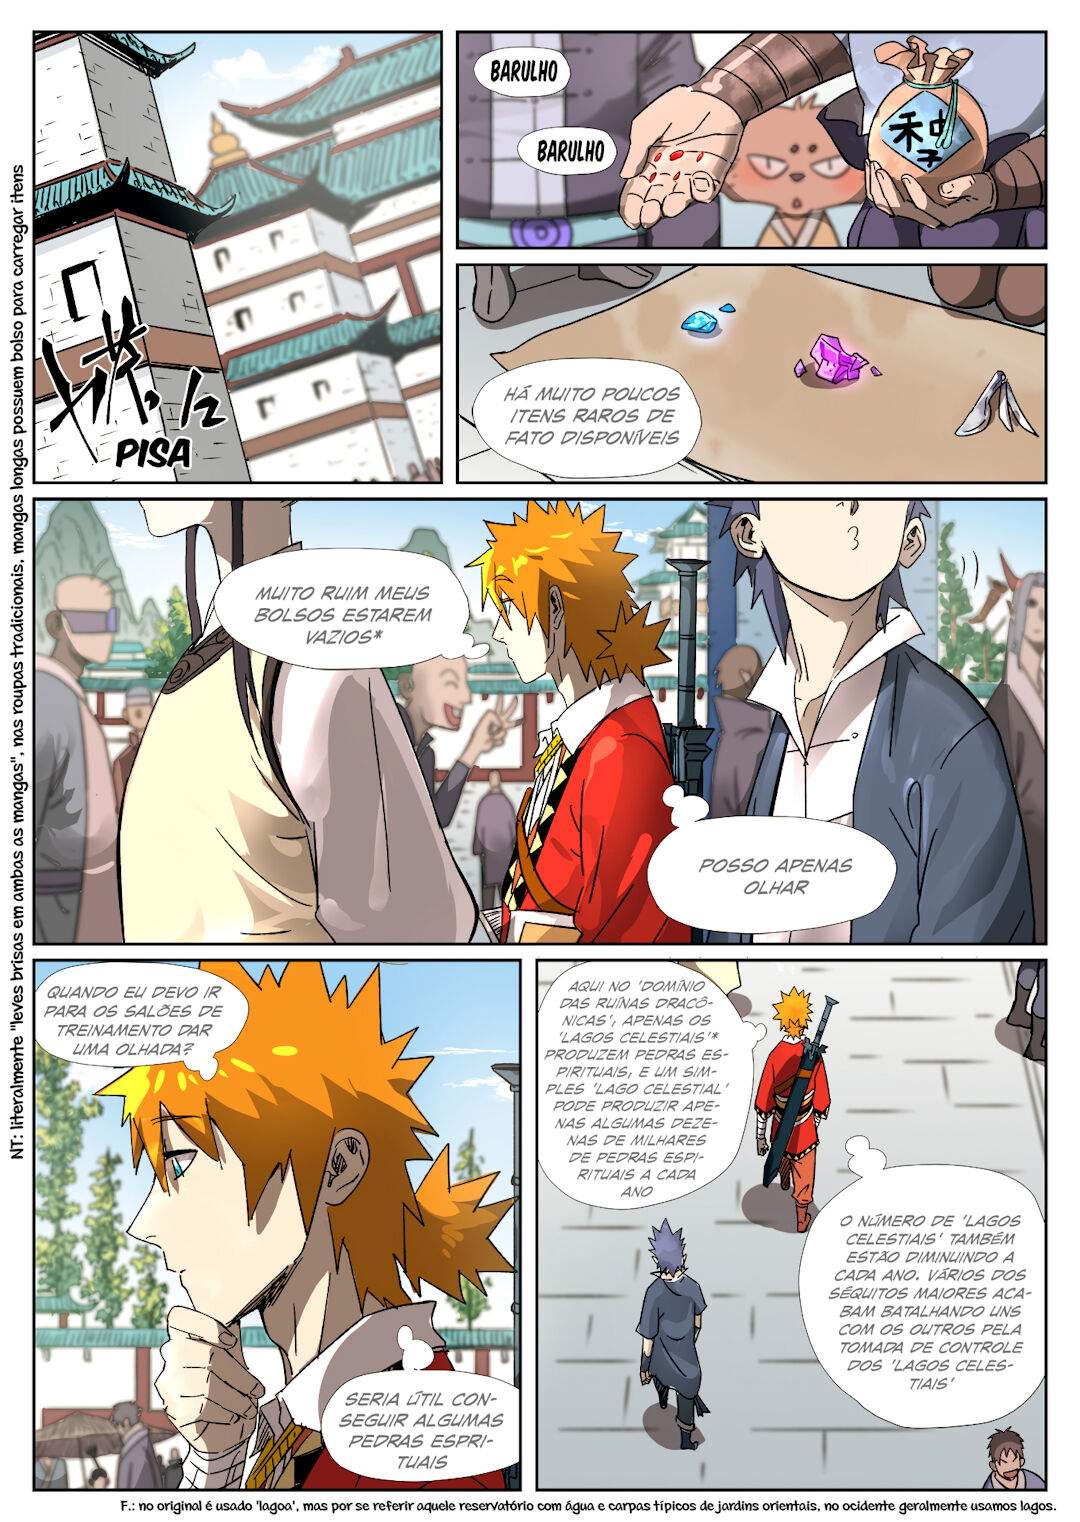 NT: literalmente "leves brisas em ambas as mangas", nas roupas tradicionais, mangas longas possuem bolso para carregar itens
PISA
BARULHO
BARULHO
种
子
HÁ MUITO POUCOS
ITENS RAROS DE
FATO DISPONÍVEIS
MUITO RUIM MEUS
BOLSOS ESTAREM
VAZIOS*
POSSO APENAS
OLHAR
QUANDO EU DEVO IR
PARA OS SALÕES DE
TREINAMENTO DAR
UMA OLHADA?
SERIA ÚTIL CON-
SEGUIR ALGUMAS
PEDRAS ESPRI-
TUAIS
AQUI NO 'DOMÍNIO
DAS RUÍNAS DRACÔ-
NICAS', APENAS OS
'LAGOS CELESTIAIS'*
PRODUZEM PEDRAS ES-
PIRITUAIS, E UM SIM-
PLES 'LAGO CELESTIAL'
PODE PRODUZIR APE-
NAS ALGUMAS DEZE-
NAS DE MILHARES
DE PEDRAS ESPI-
RITUAIS A CADA
ANO
O NÚMERO DE 'LAGOS
CELESTIAIS' TAMBÉM
ESTÃO DIMINUINDO A
CADA ANO. VÁRIOS DOS
SÉQUITOS MAIORES ACA-
BAM BATALHANDO UNS
COM OS OUTROS PELA
TOMADA DE CONTROLE
DOS 'LAGOS CELES-
TIAIS'
F.: no original é usado 'lagoa', mas por se referir aquele reservatório com água e carpas típicos de jardins orientais, no ocidente geralmente usamos lagos.